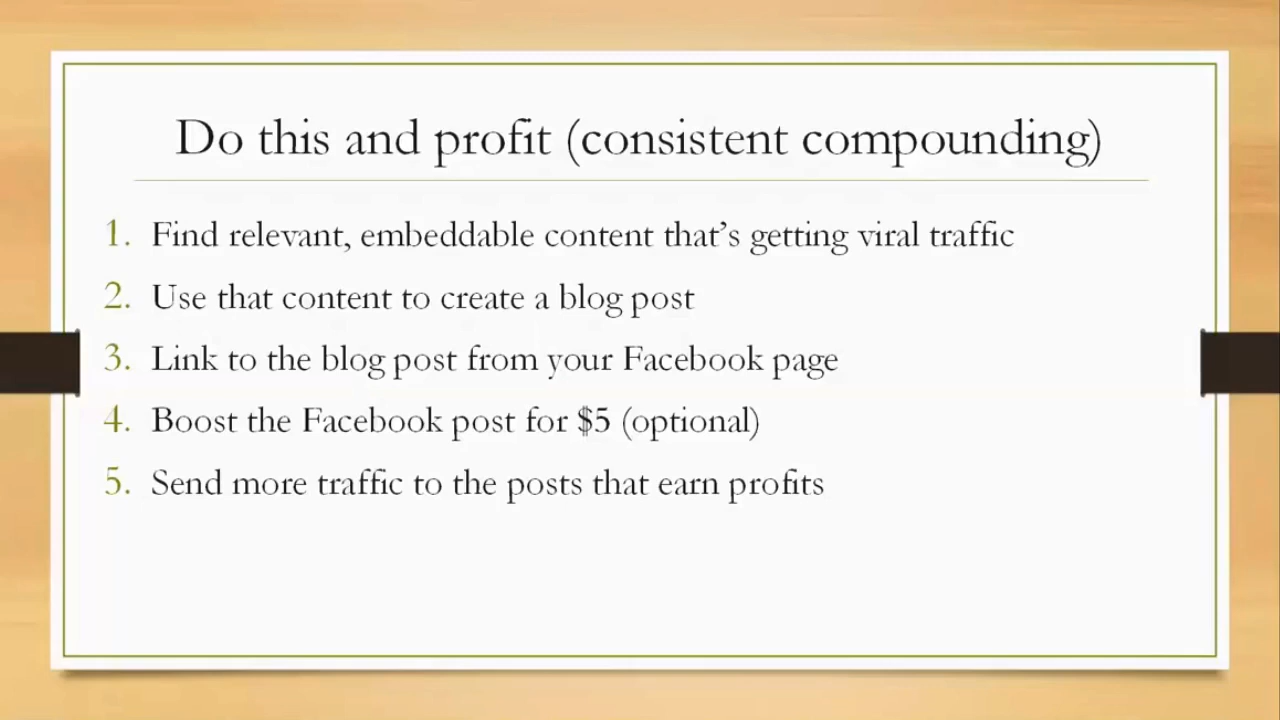 Do this and profit (consistent compounding)
1. Find relevant, embeddable content that’s getting viral traffic
2. Use that content to create a blog post
3. Link to the blog post from your Facebook page
4. Boost the Facebook post for $5 (optional)
5. Send more traffic to the posts that earn profits